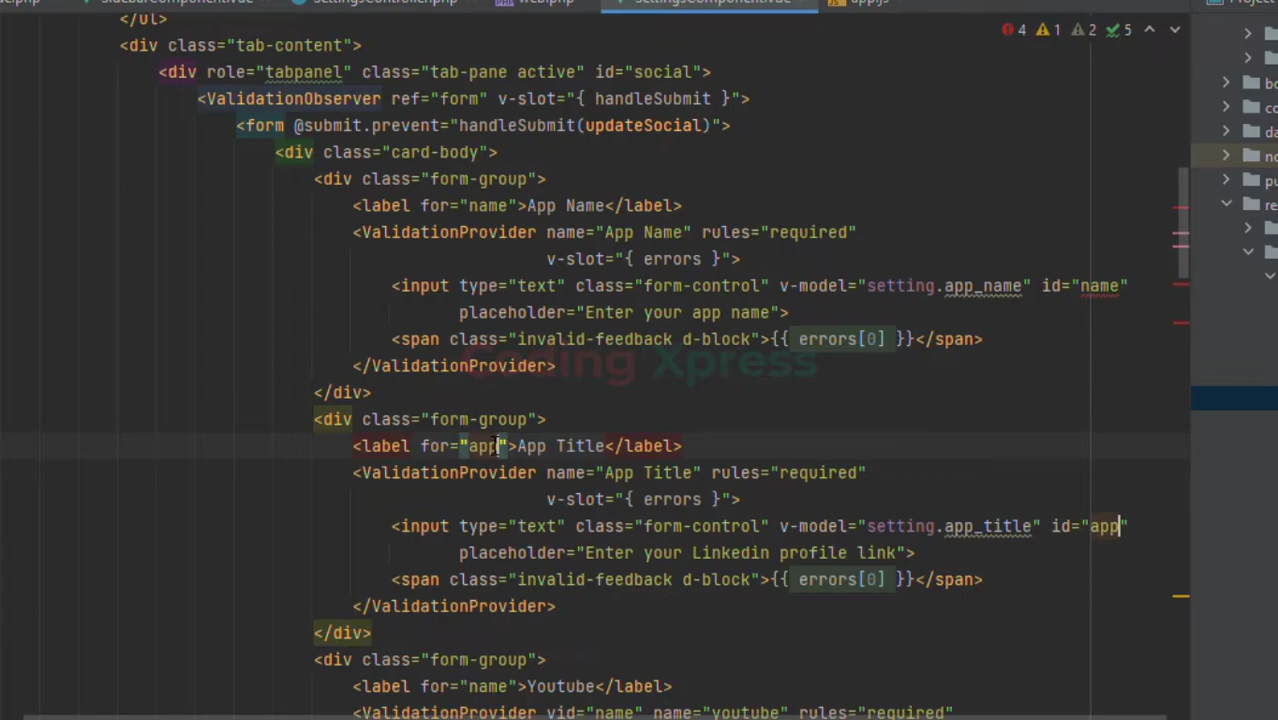 </ul>
<div class="tab-content">
<div role="tabpanel" class="tab-pane active" id="social">
<ValidationObserver ref="form" v-slot="{ handleSubmit }">
<form @submit.prevent="handleSubmit(updateSocial)">
<div class="card-body">
<div class="form-group">
<label for="name">App Name</label>
<ValidationProvider name="App Name" rules="required"
v-slot="{ errors }">
<input type="text" class="form-control" v-model="setting.app_name" id="name"
placeholder="Enter your app name">
<span class="invalid-feedback d-block">{{ errors[0] }}</span>
</ValidationProvider>
Coding Xpress
</div>
<div class="form-group">
<label for="app">App Title</label>
<ValidationProvider name="App Title" rules="required"
v-slot="{ errors }">
<input type="text" class="form-control" v-model="setting.app_title" id="app"
placeholder="Enter your Linkedin profile link">
<span class="invalid-feedback d-block">{{ errors[0] }}</span>
</ValidationProvider>
</div>
<div class="form-group">
<label for="name">Youtube</label>
<ValidationProvider vid="name" name="youtube" rules="required"
4 1 2 5